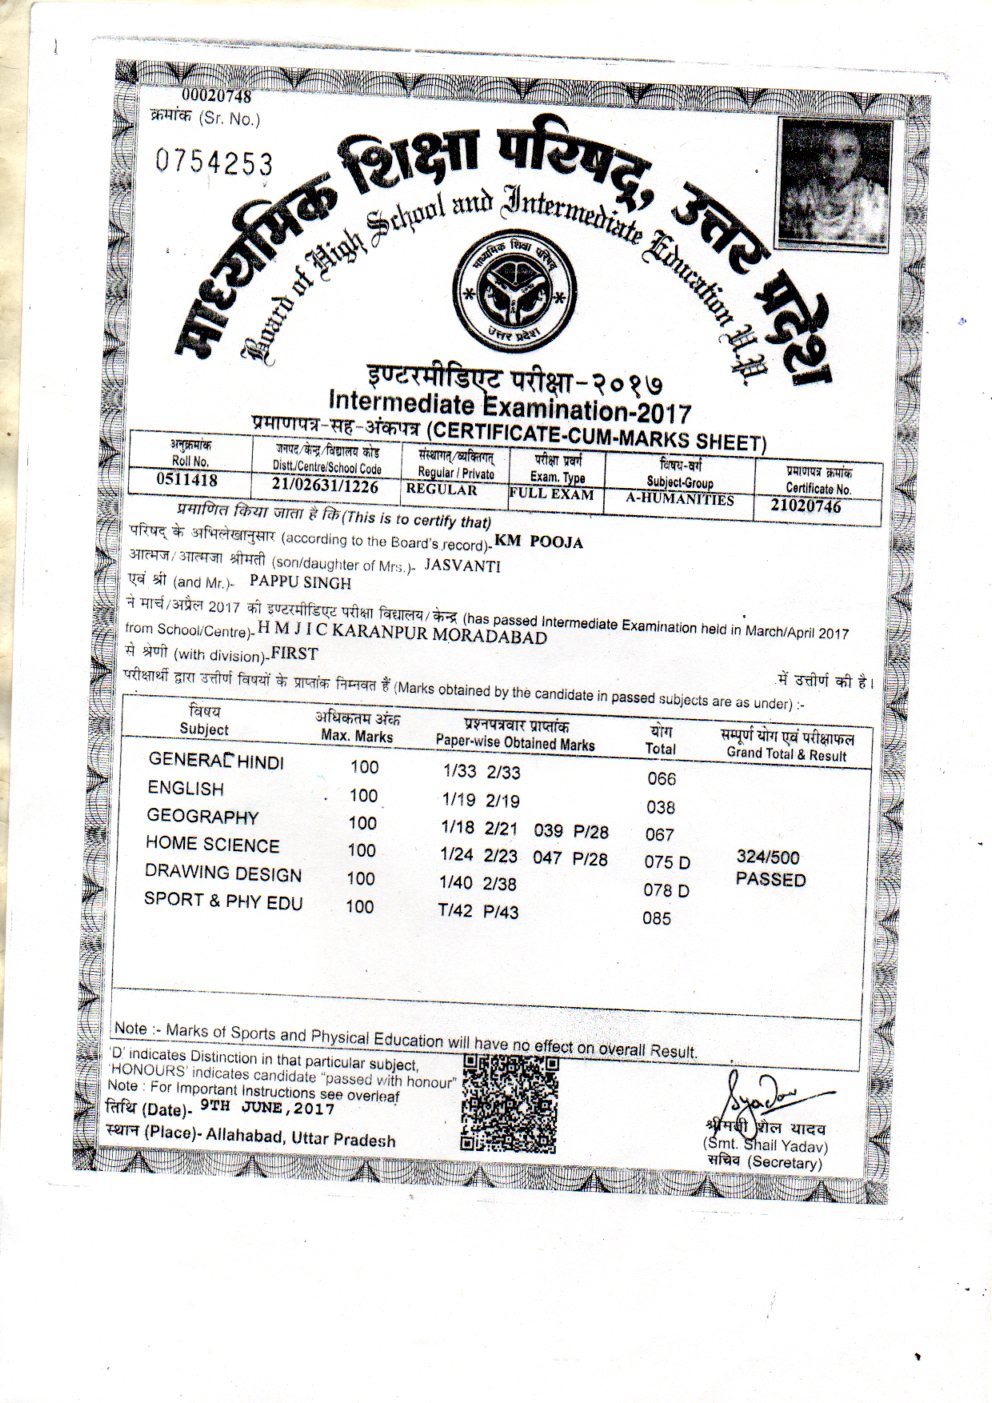 00020748
क्रमांक (Sr. No.)
0754253
माध्यमिक शिक्षा परिषद्, उत्तर प्रदेश
Board of High School and Intermediate Education U.P.
माध्यमिक शिक्षा परिषद्
उत्तर प्रदेश
इण्टरमीडिएट परीक्षा-२०१७
Intermediate Examination-2017
प्रमाणपत्र-सह-अंकपत्र (CERTIFICATE-CUM-MARKS SHEET)
अनुक्रमांक जनपद/केन्द्र/विद्यालय कोड संस्थागत/व्यक्तिगत परीक्षा प्रवर्ग विषय-वर्ग प्रमाणपत्र क्रमांक
Roll No. Distt./Centre/School Code Regular / Private Exam. Type Subject-Group Certificate No.
0511418 21/02631/1226 REGULAR FULL EXAM A-HUMANITIES 21020746
प्रमाणित किया जाता है कि (This is to certify that)
परिषद् के अभिलेखानुसार (according to the Board's record)- KM POOJA
आत्मज/आत्मजा श्रीमती (son/daughter of Mrs.)- JASVANTI
एवं श्री (and Mr.)- PAPPU SINGH
ने मार्च/अप्रैल 2017 की इण्टरमीडिएट परीक्षा विद्यालय/केन्द्र (has passed Intermediate Examination held in March/April 2017
from School/Centre)- H M J I C KARANPUR MORADABAD
से श्रेणी (with division)- FIRST में उत्तीर्ण की है।
परीक्षार्थी द्वारा उत्तीर्ण विषयों के प्राप्तांक निम्नवत हैं (Marks obtained by the candidate in passed subjects are as under) :-
विषय अधिकतम अंक प्रश्नपत्रवार प्राप्तांक योग सम्पूर्ण योग एवं परीक्षाफल
Subject Max. Marks Paper-wise Obtained Marks Total Grand Total & Result
GENERAL HINDI 100 1/33 2/33 066
ENGLISH 100 1/19 2/19 038
GEOGRAPHY 100 1/18 2/21 039 P/28 067
HOME SCIENCE 100 1/24 2/23 047 P/28 075 D 324/500
DRAWING DESIGN 100 1/40 2/38 078 D PASSED
SPORT & PHY EDU 100 T/42 P/43 085
Note :- Marks of Sports and Physical Education will have no effect on overall Result.
'D' indicates Distinction in that particular subject,
'HONOURS' indicates candidate "passed with honour"
Note : For Important Instructions see overleaf
तिथि (Date)- 9TH JUNE, 2017
स्थान (Place)- Allahabad, Uttar Pradesh
श्रीमती शैल यादव
(Smt. Shail Yadav)
सचिव (Secretary)